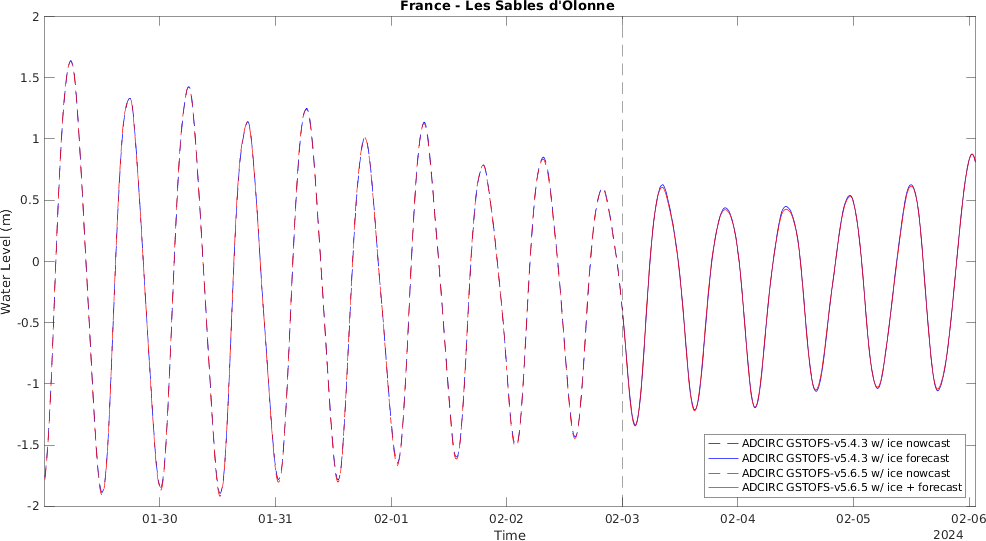 France - Les Sables d'Olonne
2
1.5
1
0.5
0
-0.5
-1
-1.5
-2
Water Level (m)
ADCIRC GSTOFS-v5.4.3 w/ ice nowcast
ADCIRC GSTOFS-v5.4.3 w/ ice forecast
ADCIRC GSTOFS-v5.6.5 w/ ice nowcast
ADCIRC GSTOFS-v5.6.5 w/ ice + forecast
01-30 01-31 02-01 02-02 02-03 02-04 02-05 02-06
Time
2024